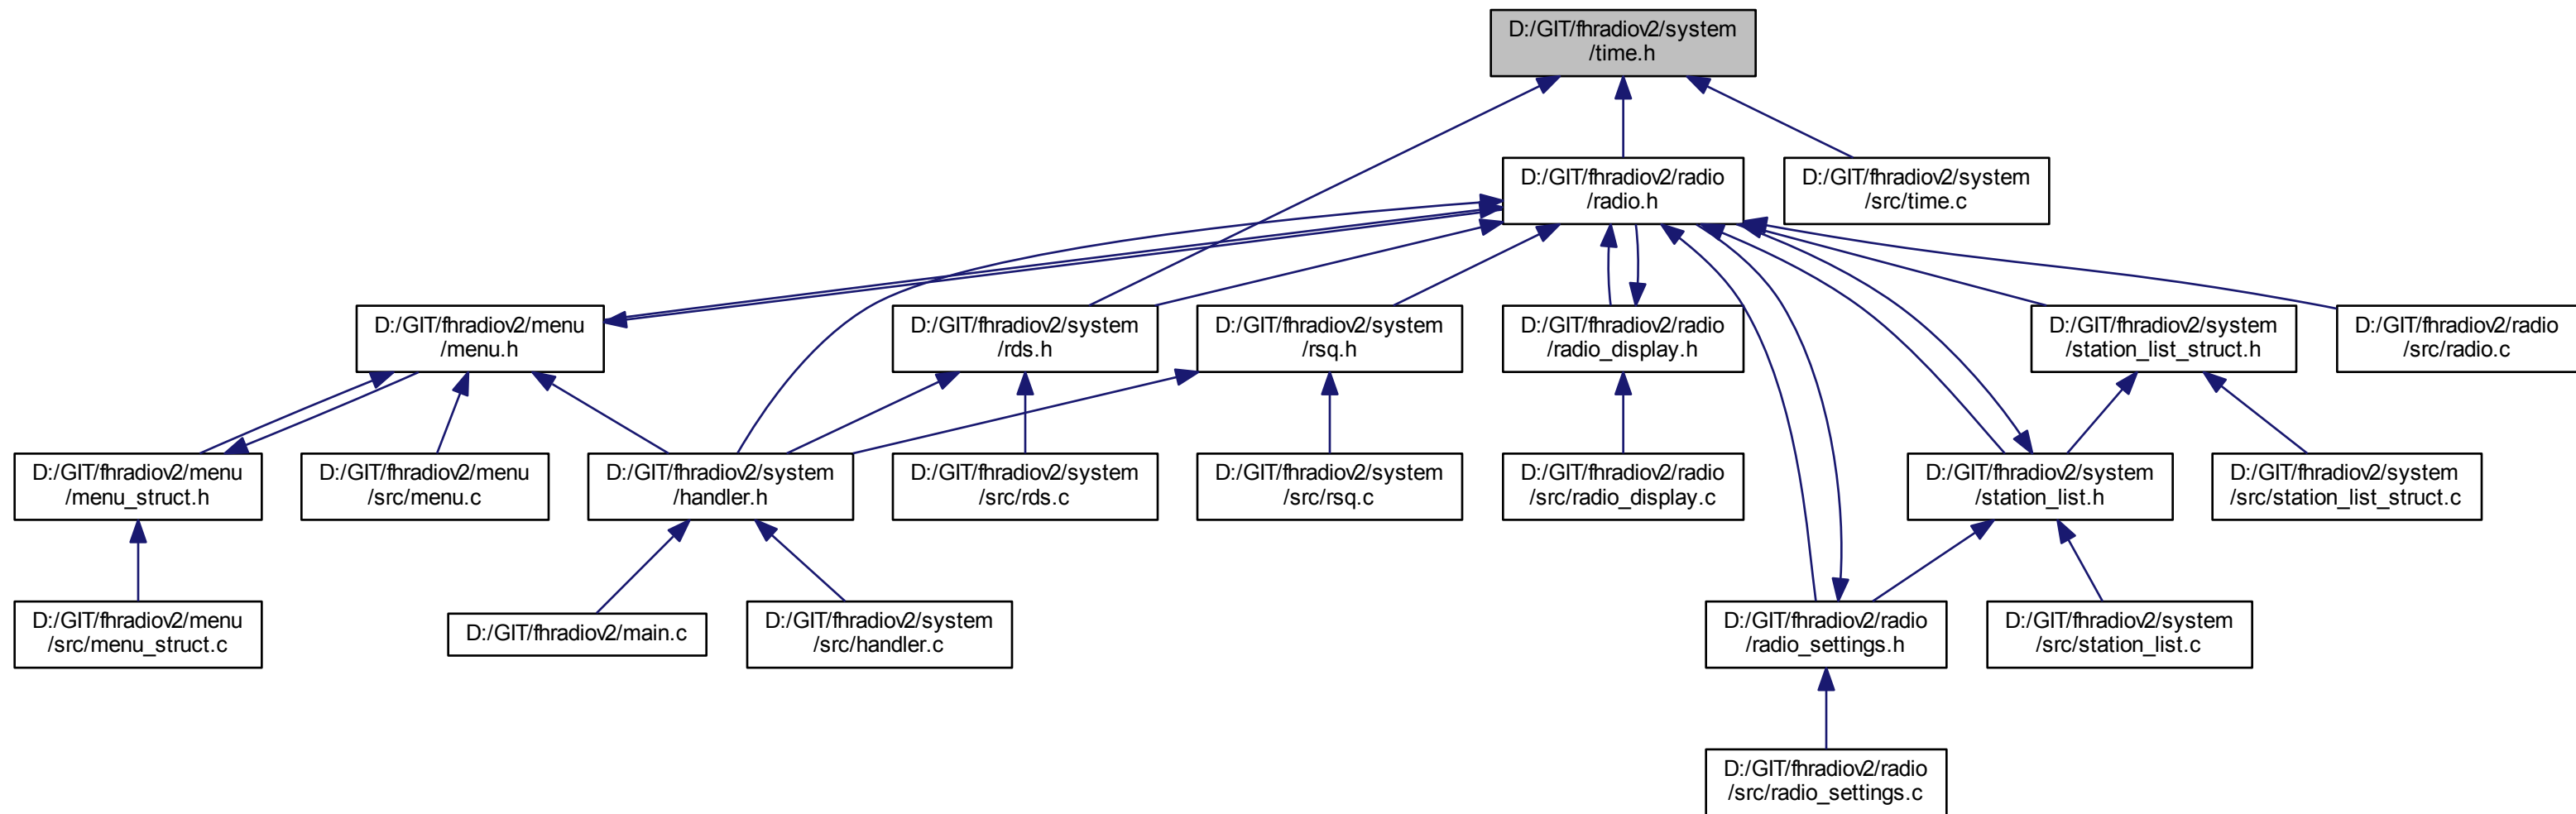 D:/GIT/fhradiov2/system
/time.h
D:/GIT/fhradiov2/radio
/radio.h
D:/GIT/fhradiov2/system
/src/time.c
D:/GIT/fhradiov2/menu
/menu.h
D:/GIT/fhradiov2/system
/rds.h
D:/GIT/fhradiov2/system
/rsq.h
D:/GIT/fhradiov2/radio
/radio_display.h
D:/GIT/fhradiov2/system
/station_list_struct.h
D:/GIT/fhradiov2/radio
/src/radio.c
D:/GIT/fhradiov2/menu
/menu_struct.h
D:/GIT/fhradiov2/menu
/src/menu.c
D:/GIT/fhradiov2/system
/handler.h
D:/GIT/fhradiov2/system
/src/rds.c
D:/GIT/fhradiov2/system
/src/rsq.c
D:/GIT/fhradiov2/radio
/src/radio_display.c
D:/GIT/fhradiov2/system
/station_list.h
D:/GIT/fhradiov2/system
/src/station_list_struct.c
D:/GIT/fhradiov2/menu
/src/menu_struct.c
D:/GIT/fhradiov2/main.c
D:/GIT/fhradiov2/system
/src/handler.c
D:/GIT/fhradiov2/radio
/radio_settings.h
D:/GIT/fhradiov2/system
/src/station_list.c
D:/GIT/fhradiov2/radio
/src/radio_settings.c